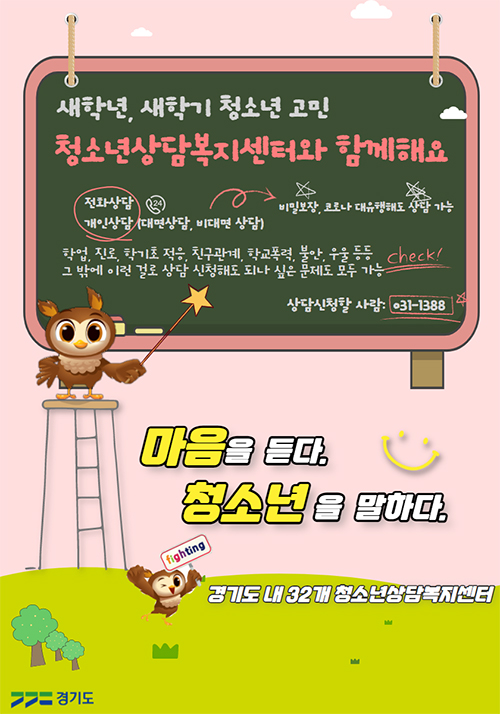 새학년, 새학기 청소년 고민
청소년상담복지센터와 함께해요
전화상담 24
개인상담 (대면상담, 비대면 상담)
비밀보장, 코로나 대유행해도 상담 가능
학업, 진로, 학기초 적응, 친구관계, 학교폭력, 불안, 우울 등등
그 밖에 이런 걸로 상담 신청해도 되나 싶은 문제도 모두 가능
check!
상담신청할 사람: 031-1388
마음을 듣다.
청소년을 말하다.
fighting
경기도 내 32개 청소년상담복지센터
경기도